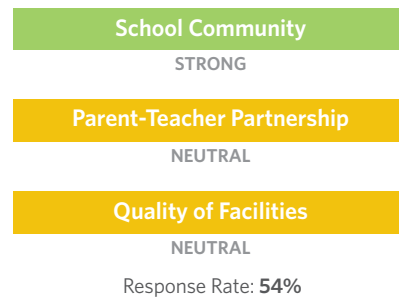 School Community
STRONG
Parent-Teacher Partnership
NEUTRAL
Quality of Facilities
NEUTRAL
Response Rate: 54%